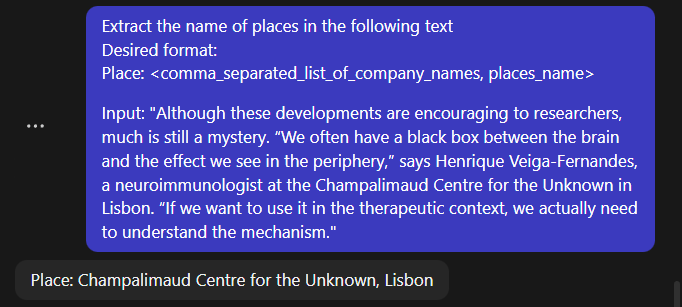 Extract the name of places in the following text
Desired format:
Place: <comma_separated_list_of_company_names, places_name>
Input: "Although these developments are encouraging to researchers,
much is still a mystery. “We often have a black box between the brain
and the effect we see in the periphery,” says Henrique Veiga-Fernandes,
a neuroimmunologist at the Champalimaud Centre for the Unknown in
Lisbon. “If we want to use it in the therapeutic context, we actually need
to understand the mechanism."
Place: Champalimaud Centre for the Unknown, Lisbon